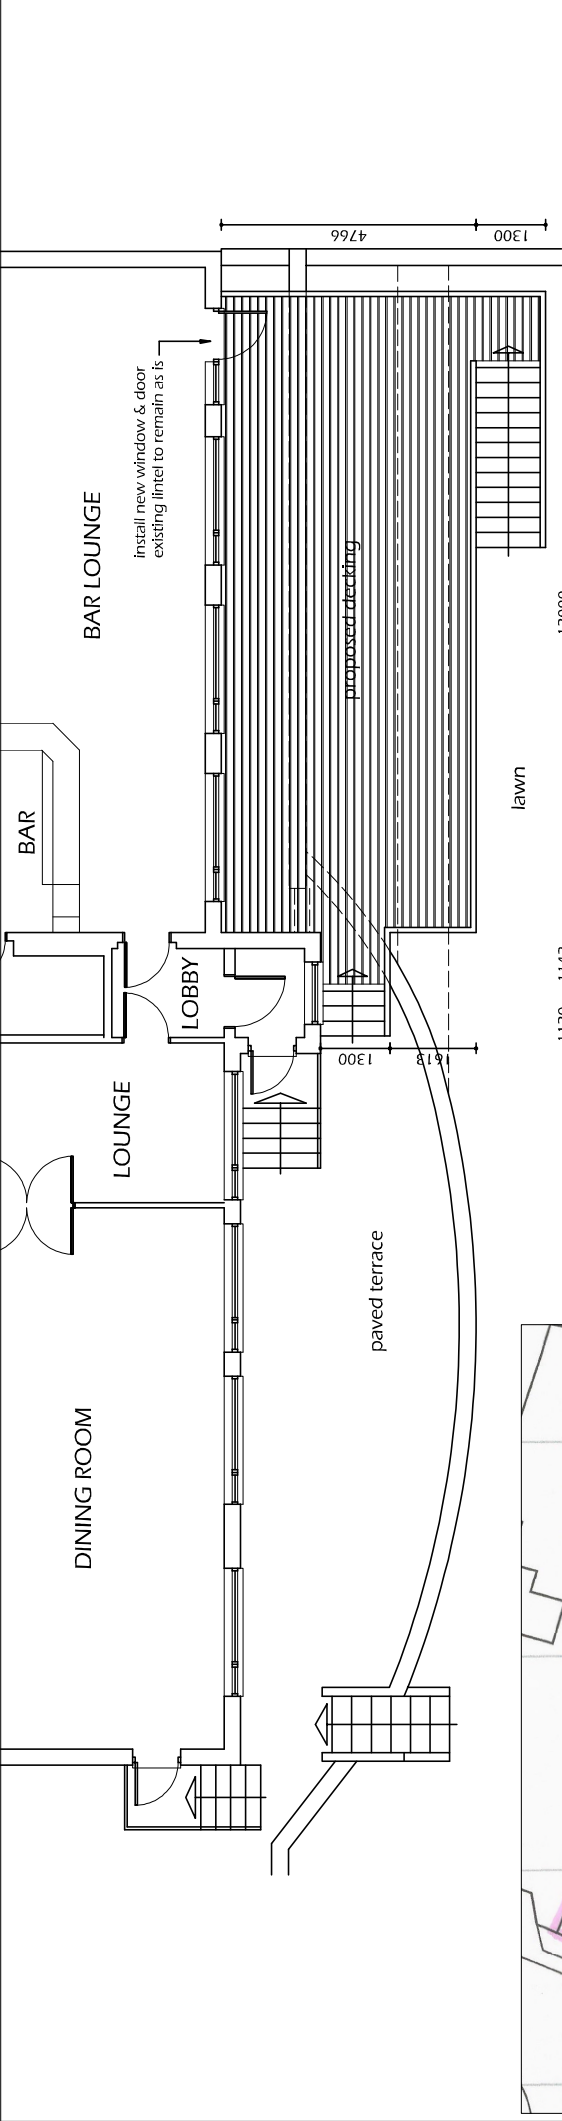 4766
1300
install new window & door
existing lintel to remain as is
BAR LOUNGE
proposed decking
BAR
lawn
LOBBY
1300
1613
LOUNGE
paved terrace
DINING ROOM